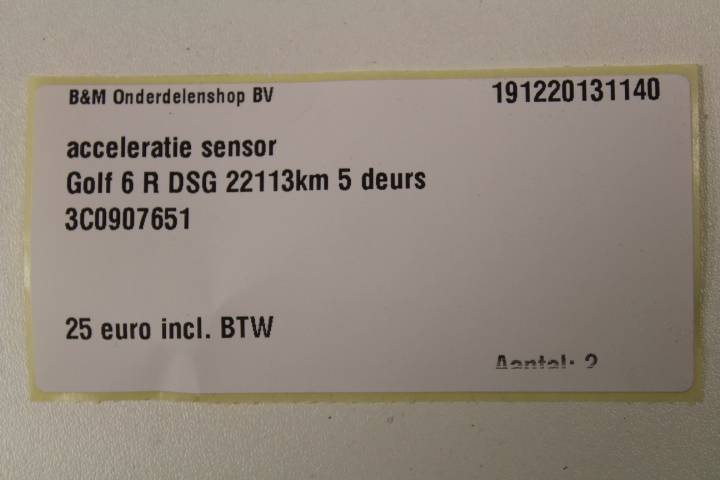 B&M Onderdelenshop BV
191220131140
acceleratie sensor
Golf 6 R DSG 22113km 5 deurs
3C0907651
25 euro incl. BTW
Aantal: 2